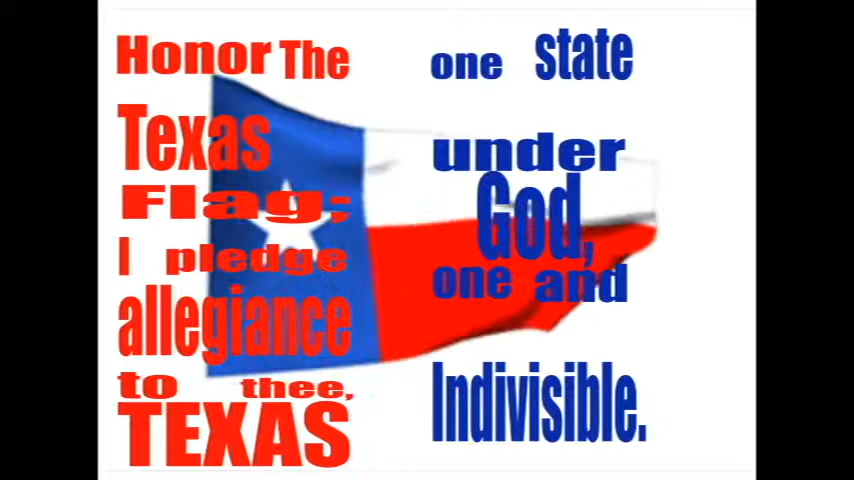 Honor The
Texas
Flag;
I pledge
allegiance
to thee,
TEXAS
one state
under
God,
one and
Indivisible.